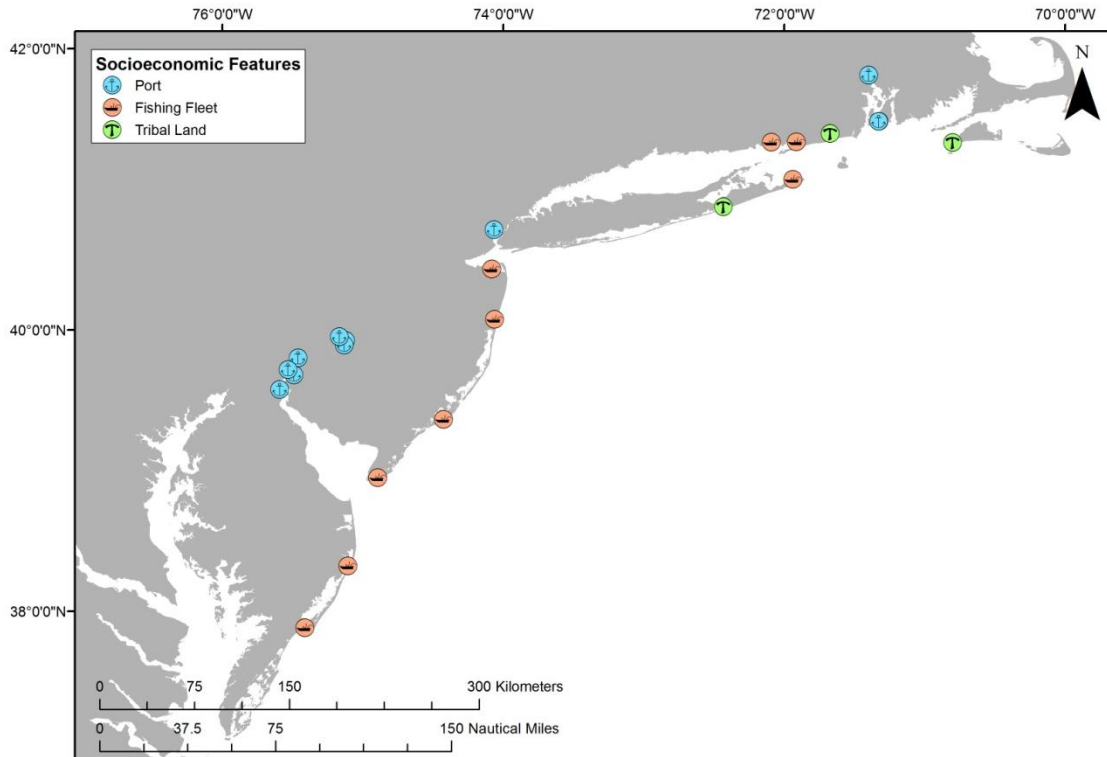 76°0'0"W 74°0'0"W 72°0'0"W 70°0'0"W
42°0'0"N
Socioeconomic Features
Port
Fishing Fleet
Tribal Land
N
40°0'0"N
38°0'0"N
0 75 150 300 Kilometers
0 37.5 75 150 Nautical Miles